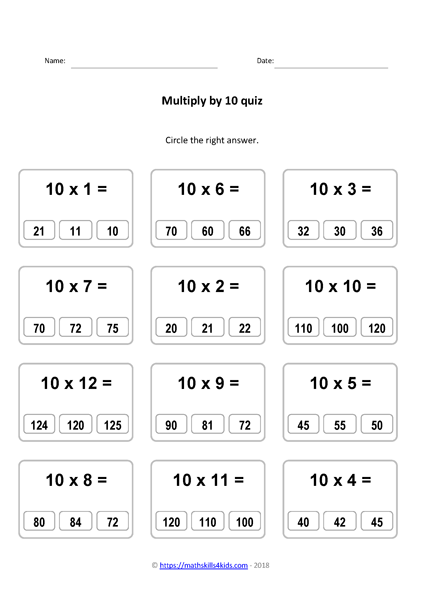 Name: Date:
Multiply by 10 quiz
Circle the right answer.
10 x 1 = 10 x 6 = 10 x 3 =
21 11 10 70 60 66 32 30 36
10 x 7 = 10 x 2 = 10 x 10 =
70 72 75 20 21 22 110 100 120
10 x 12 = 10 x 9 = 10 x 5 =
124 120 125 90 81 72 45 55 50
10 x 8 = 10 x 11 = 10 x 4 =
80 84 72 120 110 100 40 42 45
© https://mathskills4kids.com - 2018